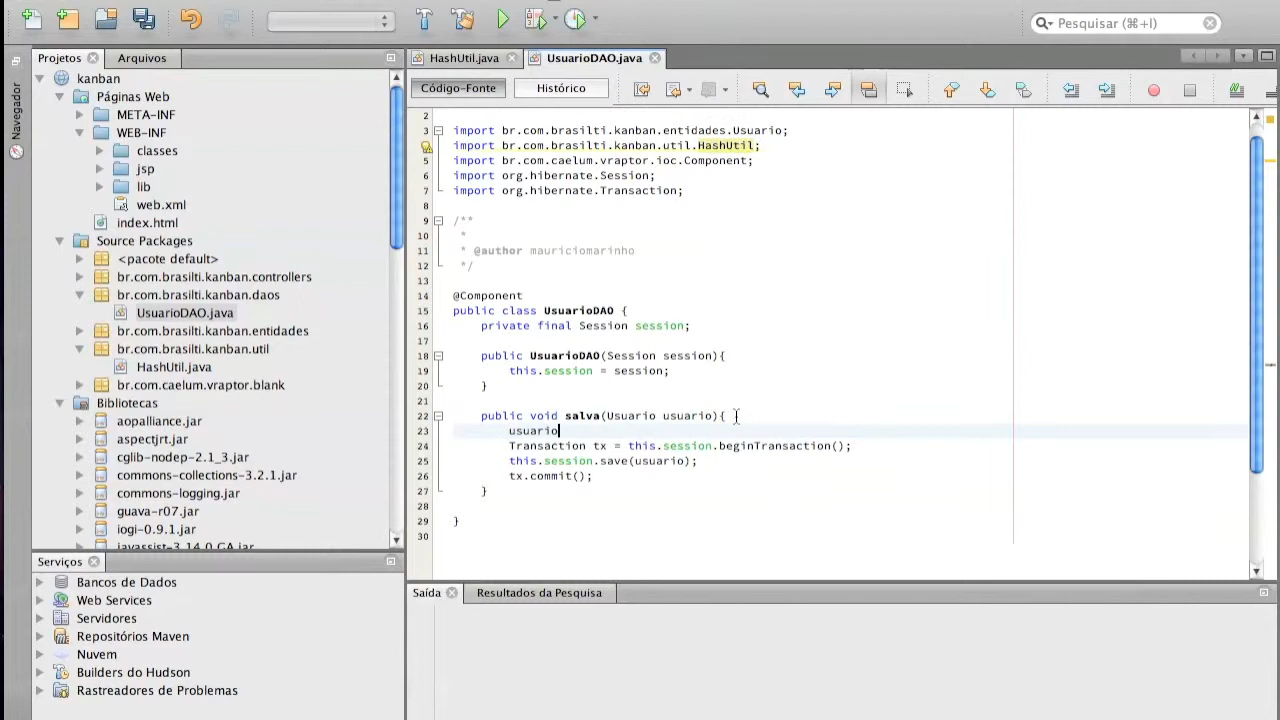 Pesquisar (⌘+I)
Projetos
Arquivos
HashUtil.java
UsuarioDAO.java
Navegador
kanban
Páginas Web
META-INF
WEB-INF
classes
jsp
lib
web.xml
index.html
Source Packages
<pacote default>
br.com.brasilti.kanban.controllers
br.com.brasilti.kanban.daos
UsuarioDAO.java
br.com.brasilti.kanban.entidades
br.com.brasilti.kanban.util
HashUtil.java
br.com.caelum.vraptor.blank
Bibliotecas
aopalliance.jar
aspectjrt.jar
cglib-nodep-2.1_3.jar
commons-collections-3.2.1.jar
commons-logging.jar
guava-r07.jar
iogi-0.9.1.jar
javassist-3.14.0.GA.jar
Código-Fonte
Histórico
2
3 import br.com.brasilti.kanban.entidades.Usuario;
import br.com.brasilti.kanban.util.HashUtil;
5 import br.com.caelum.vraptor.ioc.Component;
6 import org.hibernate.Session;
7 import org.hibernate.Transaction;
8
9 /**
10 *
11 * @author mauriciomarinho
12 */
13
14 @Component
15 public class UsuarioDAO {
16 private final Session session;
17
18 public UsuarioDAO(Session session){
19 this.session = session;
20 }
21
22 public void salva(Usuario usuario){
23 usuario
24 Transaction tx = this.session.beginTransaction();
25 this.session.save(usuario);
26 tx.commit();
27 }
28
29 }
30
Serviços
Bancos de Dados
Web Services
Servidores
Repositórios Maven
Nuvem
Builders do Hudson
Rastreadores de Problemas
Saída
Resultados da Pesquisa